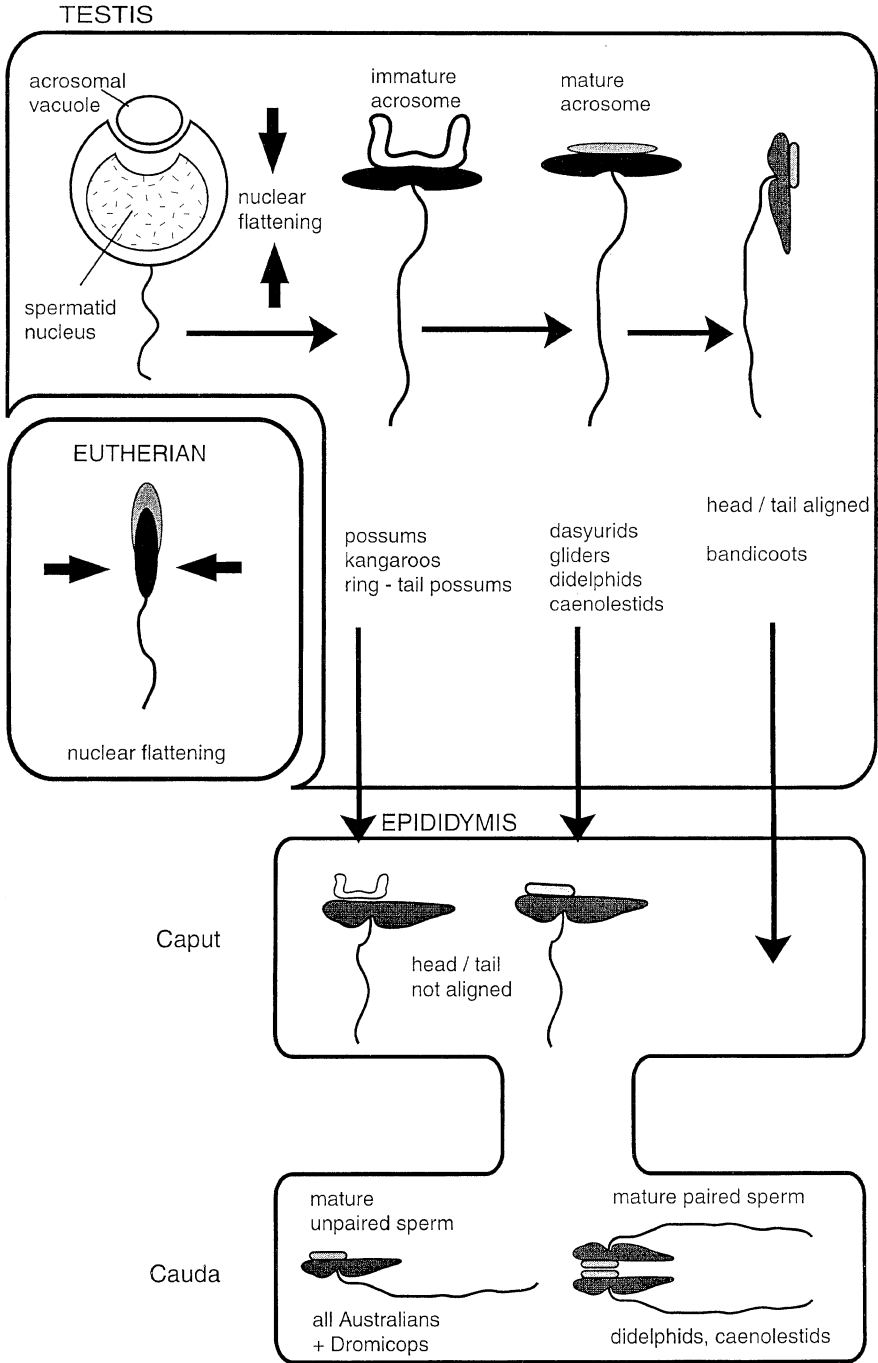 TESTIS
acrosomal
vacuole
immature
acrosome
mature
acrosome
nuclear
flattening
spermatid
nucleus
EUTHERIAN
nuclear flattening
possums
kangaroos
ring - tail possums
dasyurids
gliders
didelphids
caenolestids
head / tail aligned
bandicoots
EPIDIDYMIS
Caput
head / tail
not aligned
mature
unpaired sperm
mature paired sperm
Cauda
all Australians
+ Dromicops
didelphids, caenolestids